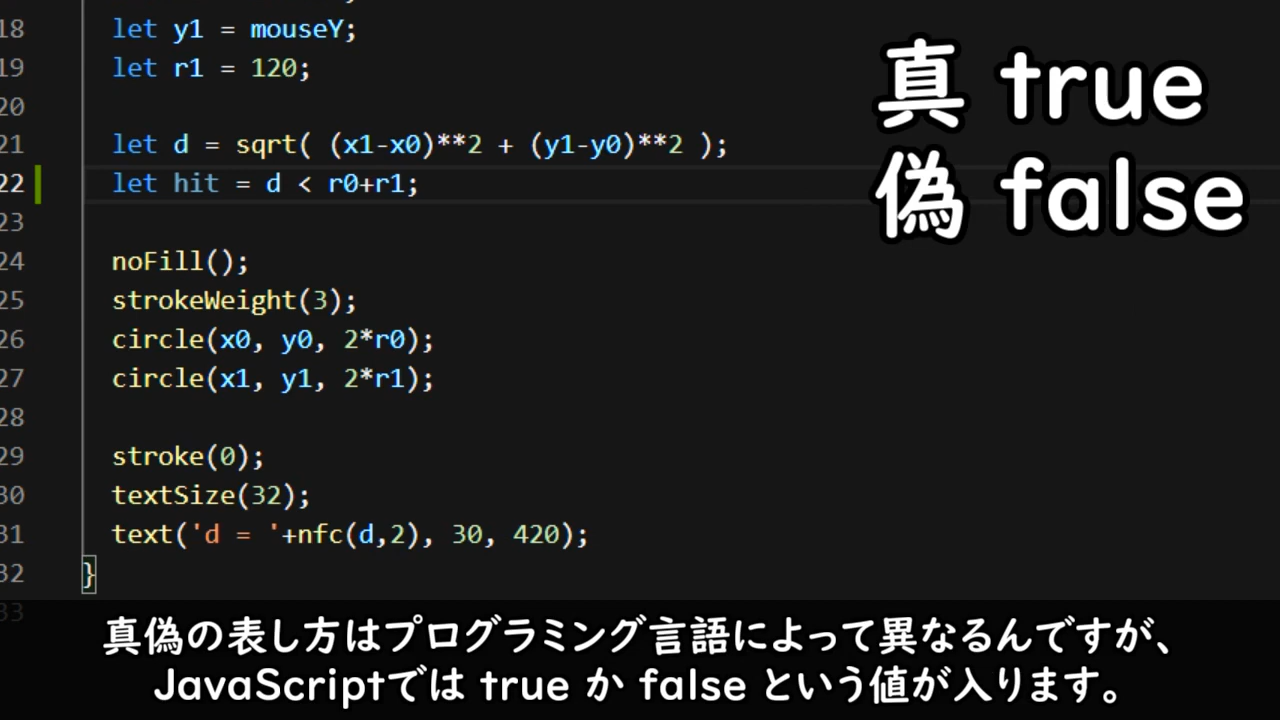 18 let y1 = mouseY;
19 let r1 = 120;
20
21 let d = sqrt( (x1-x0)**2 + (y1-y0)**2 );
22 let hit = d < r0+r1;
23
24 noFill();
25 strokeWeight(3);
26 circle(x0, y0, 2*r0);
27 circle(x1, y1, 2*r1);
28
29 stroke(0);
30 textSize(32);
31 text('d = '+nfc(d,2), 30, 420);
32 }
33
真 true
偽 false
真偽の表し方はプログラミング言語によって異なるんですが、
JavaScriptでは true か false という値が入ります。